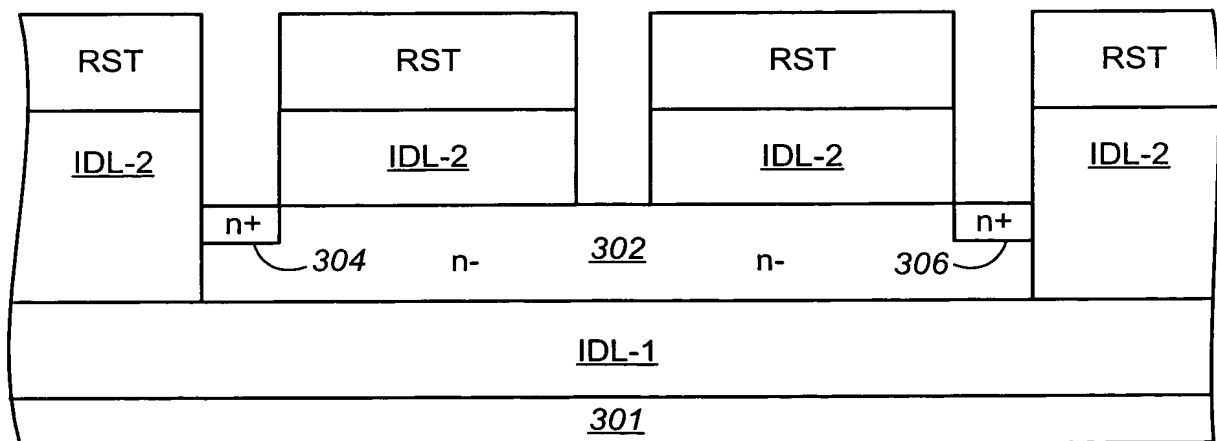 RST RST RST RST
IDL-2 IDL-2 IDL-2 IDL-2
n+ n+
304 n- 302 n- 306
IDL-1
301